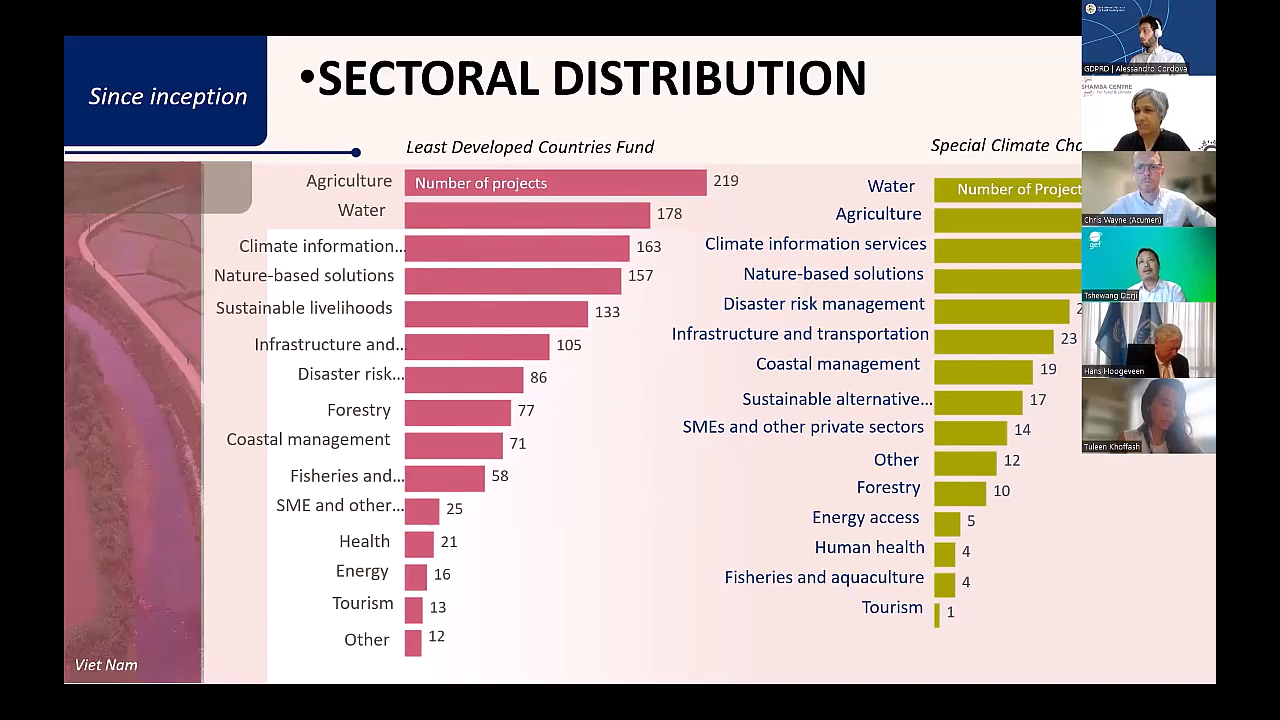 Since inception
•SECTORAL DISTRIBUTION
Least Developed Countries Fund
Number of projects
Agriculture 219
Water 178
Climate information... 163
Nature-based solutions 157
Sustainable livelihoods 133
Infrastructure and... 105
Disaster risk... 86
Forestry 77
Coastal management 71
Fisheries and... 58
SME and other... 25
Health 21
Energy 16
Tourism 13
Other 12
Special Climate Cha
Number of Project
Water
Agriculture
Climate information services
Nature-based solutions
Disaster risk management 2
Infrastructure and transportation 23
Coastal management 19
Sustainable alternative... 17
SMEs and other private sectors 14
Other 12
Forestry 10
Energy access 5
Human health 4
Fisheries and aquaculture 4
Tourism 1
Viet Nam
GDPRD | Alessandro Cordova
SHAMBA CENTRE
for food & climate
Chris Wayne (Acumen)
gef
Tshewang Dorji
Hans Hoogeveen
Tuleen Khoffash